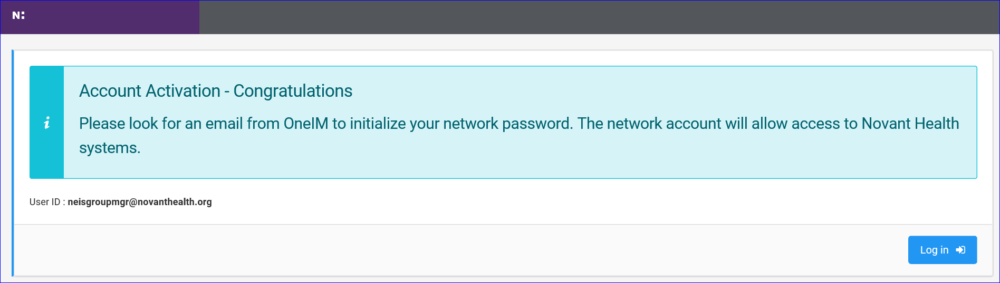 N:
Account Activation - Congratulations
Please look for an email from OneIM to initialize your network password. The network account will allow access to Novant Health
systems.
User ID : neisgroupmgr@novanthealth.org
Log in